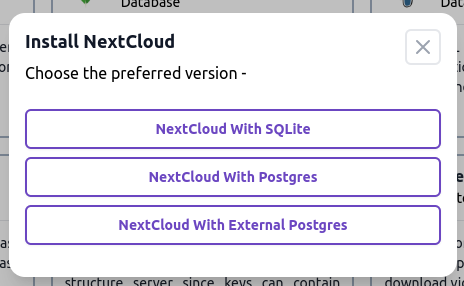 Database
Da
Install NextCloud
Choose the preferred version -
NextCloud With SQLite
NextCloud With Postgres
NextCloud With External Postgres
structure server since keys can contain
download vi